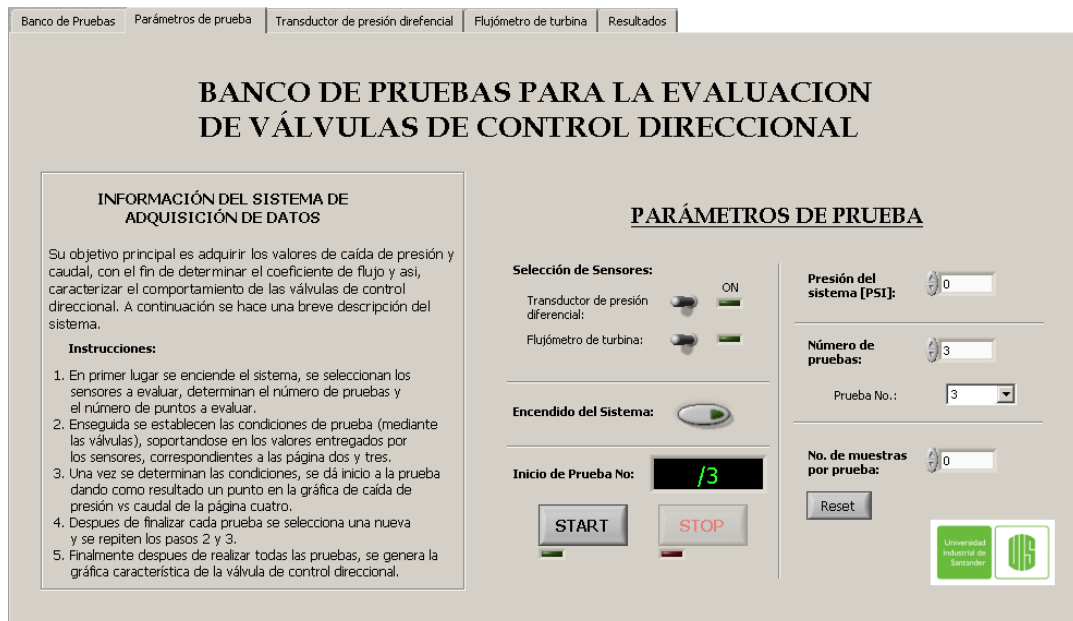 Banco de Pruebas
Parámetros de prueba
Transductor de presión direfencial
Flujómetro de turbina
Resultados
BANCO DE PRUEBAS PARA LA EVALUACION
DE VÁLVULAS DE CONTROL DIRECCIONAL
INFORMACIÓN DEL SISTEMA DE
ADQUISICIÓN DE DATOS
Su objetivo principal es adquirir los valores de caída de presión y
caudal, con el fin de determinar el coeficiente de flujo y asi,
caracterizar el comportamiento de las válvulas de control
direccional. A continuación se hace una breve descripción del
sistema.
Instrucciones:
1. En primer lugar se enciende el sistema, se seleccionan los
sensores a evaluar, determinan el número de pruebas y
el número de puntos a evaluar.
2. Enseguida se establecen las condiciones de prueba (mediante
las válvulas), soportandose en los valores entregados por
los sensores, correspondientes a las página dos y tres.
3. Una vez se determinan las condiciones, se dá inicio a la prueba
dando como resultado un punto en la gráfica de caída de
presión vs caudal de la página cuatro.
4. Despues de finalizar cada prueba se selecciona una nueva
y se repiten los pasos 2 y 3.
5. Finalmente despues de realizar todas las pruebas, se genera la
gráfica característica de la válvula de control direccional.
PARÁMETROS DE PRUEBA
Selección de Sensores:
ON
Transductor de presión
diferencial:
Flujómetro de turbina:
Encendido del Sistema:
Inicio de Prueba No:
/3
START
STOP
Presión del
sistema [PSI]:
0
Número de
pruebas:
3
Prueba No.:
3
No. de muestras
por prueba:
0
Reset
Universidad
Industrial de
Santander
UIS